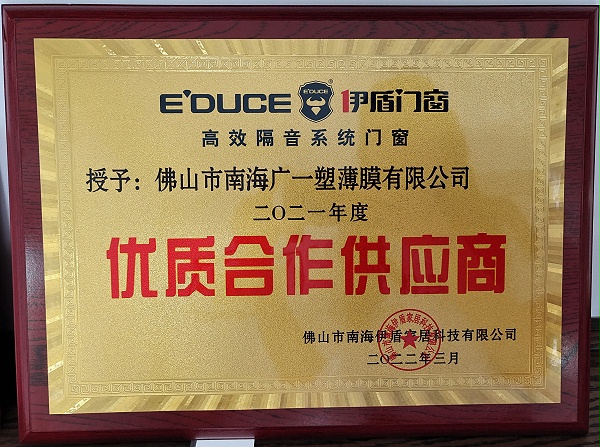 E'DUCE E'DUCE 伊盾门窗
高效隔音系统门窗
授予：佛山市南海广一塑薄膜有限公司
二〇二一年度
优质合作供应商
佛山市南海伊盾家居科技有限公司
二〇二二年三月